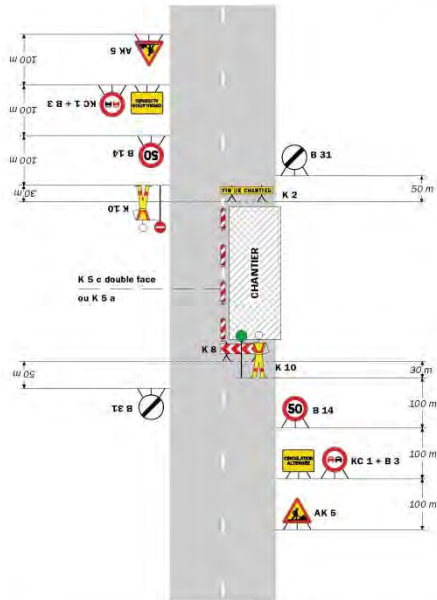 100 m
AK 5
100 m
CIRCULATION
ALTERNÉE
KC 1 + B 3
100 m
50
B 14
B 31
30 m
50 m
K 10
FIN DE CHANTIER
K 2
CHANTIER
K 5 c double face
ou K 5 a
K 8
K 10
50 m
30 m
B 31
50
B 14
100 m
CIRCULATION
ALTERNÉE
KC 1 + B 3
100 m
AK 5
100 m